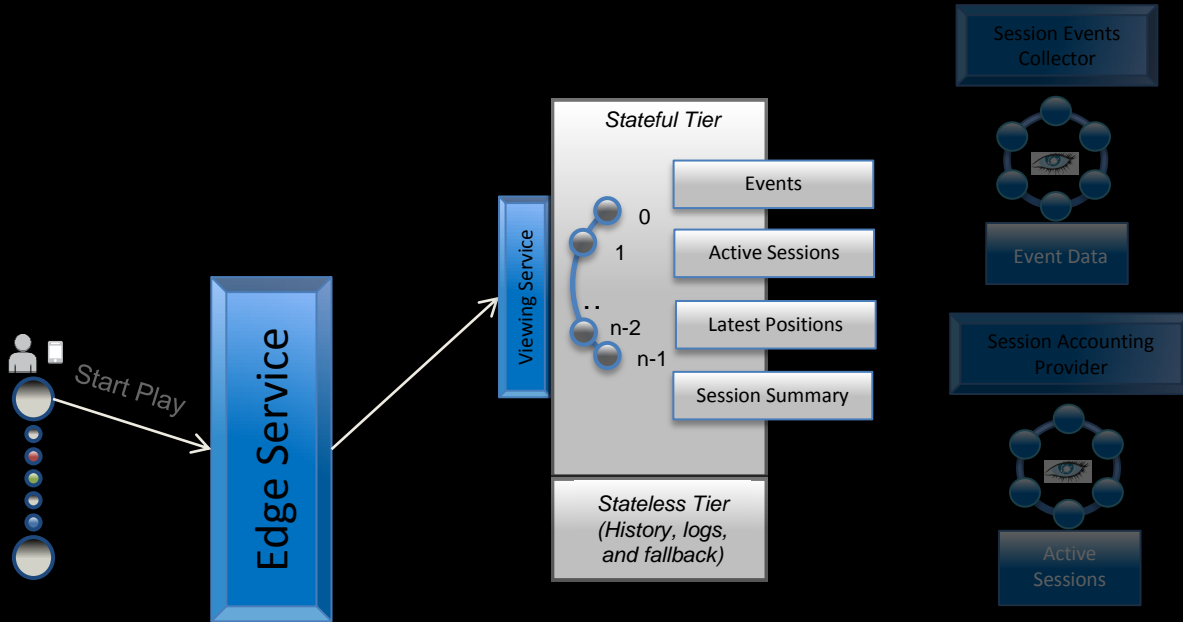 Start Play
Edge Service
Viewing Service
Stateful Tier
0
1
..
n-2
n-1
Events
Active Sessions
Latest Positions
Session Summary
Stateless Tier
(History, logs,
and fallback)
Session Events
Collector
Event Data
Session Accounting
Provider
Active
Sessions